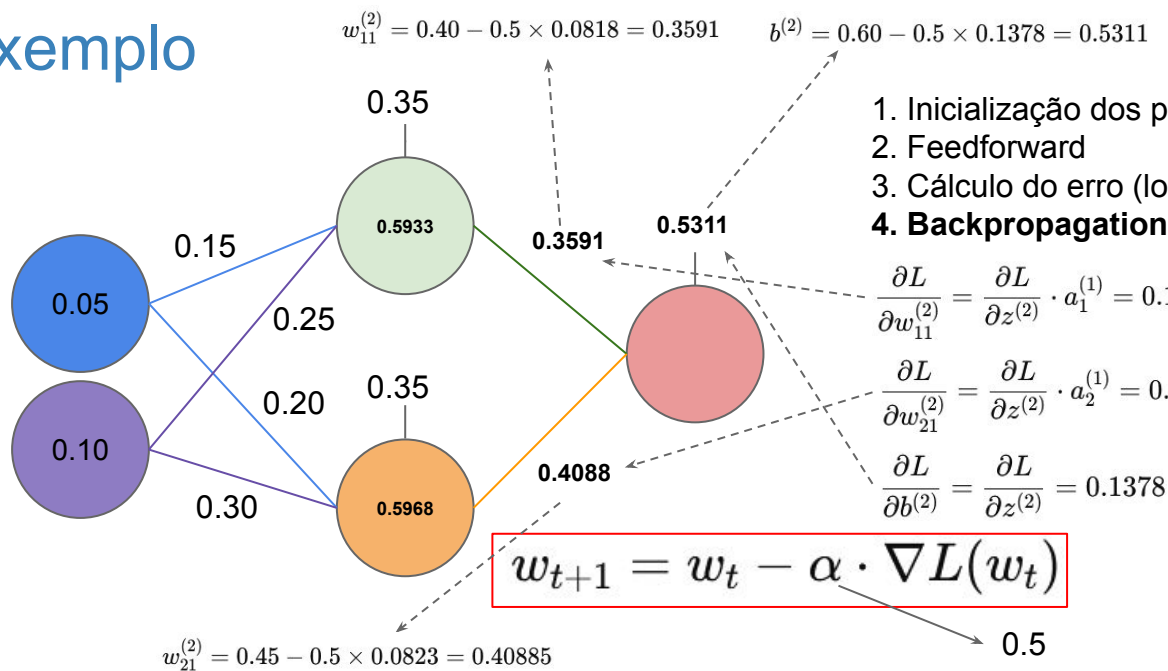 xemplo
w_{11}^{(2)} = 0.40 − 0.5 × 0.0818 = 0.3591
b^{(2)} = 0.60 − 0.5 × 0.1378 = 0.5311
0.35
1. Inicialização dos p
2. Feedforward
3. Cálculo do erro (lo
4. Backpropagation
0.5933
0.3591
0.5311
0.15
0.05
0.25
∂L/∂w_{11}^{(2)} = ∂L/∂z^{(2)} · a_1^{(1)} = 0.1
0.35
0.20
∂L/∂w_{21}^{(2)} = ∂L/∂z^{(2)} · a_2^{(1)} = 0.
0.10
0.4088
0.30
0.5968
∂L/∂b^{(2)} = ∂L/∂z^{(2)} = 0.1378
w_{t+1} = w_t − α · ∇L(w_t)
0.5
w_{21}^{(2)} = 0.45 − 0.5 × 0.0823 = 0.40885